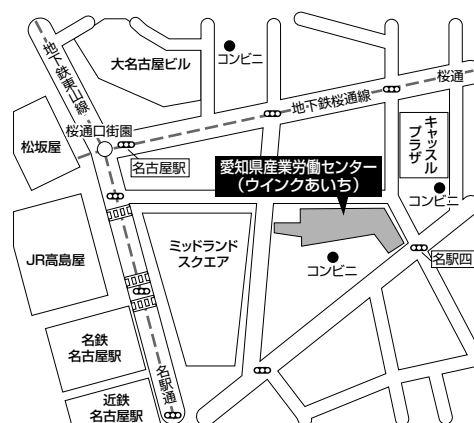 地下鉄東山線
大名古屋ビル
コンビニ
桜通
地下鉄桜通線
桜通口街園
松坂屋
名古屋駅
キャッスル
プラザ
愛知県産業労働センター
（ウインクあいち）
コンビニ
ミッドランド
スクエア
JR高島屋
コンビニ
名駅四
名鉄
名古屋駅
名駅通
近鉄
名古屋駅